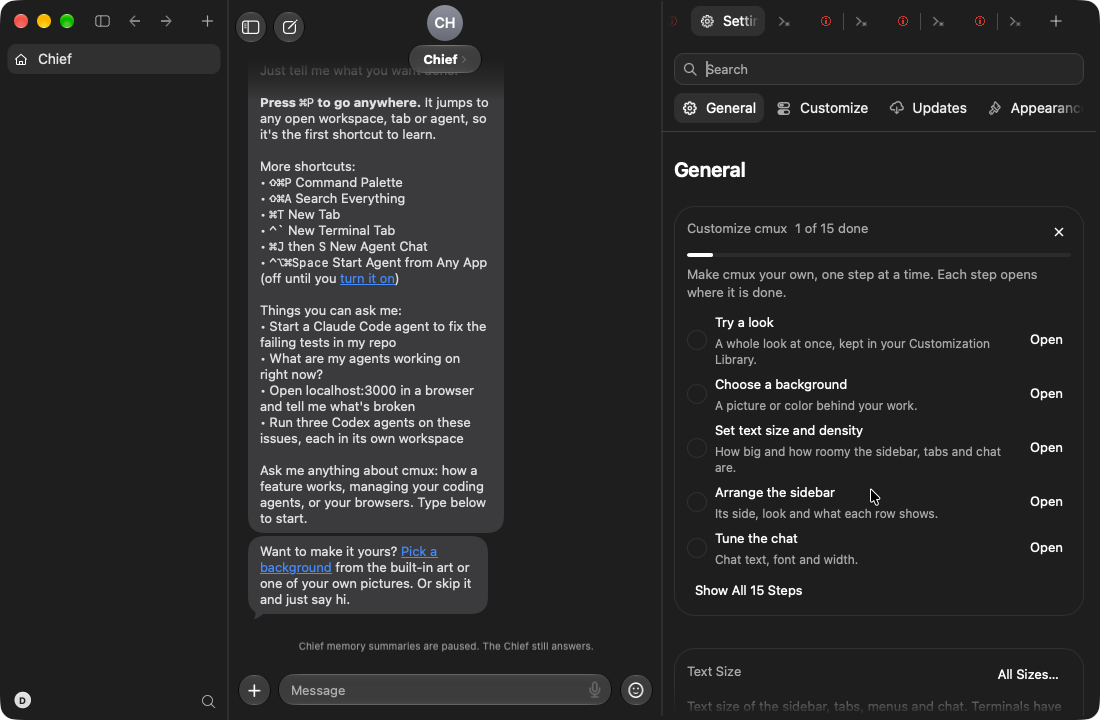 Chief
CH
Chief
Just tell me what you want done.
Press ⌘P to go anywhere. It jumps to
any open workspace, tab or agent, so
it's the first shortcut to learn.
More shortcuts:
• ⇧⌘P Command Palette
• ⇧⌘A Search Everything
• ⌘T New Tab
• ^` New Terminal Tab
• ⌘J then S New Agent Chat
• ^⌥⌘Space Start Agent from Any App
(off until you turn it on)
Things you can ask me:
• Start a Claude Code agent to fix the
failing tests in my repo
• What are my agents working on
right now?
• Open localhost:3000 in a browser
and tell me what's broken
• Run three Codex agents on these
issues, each in its own workspace
Ask me anything about cmux: how a
feature works, managing your coding
agents, or your browsers. Type below
to start.
Want to make it yours? Pick a
background from the built-in art or
one of your own pictures. Or skip it
and just say hi.
Chief memory summaries are paused. The Chief still answers.
Message
D
Settin
Search
General Customize Updates Appearanc
General
Customize cmux 1 of 15 done
Make cmux your own, one step at a time. Each step opens
where it is done.
Try a look
A whole look at once, kept in your Customization
Library.
Open
Choose a background
A picture or color behind your work.
Open
Set text size and density
How big and how roomy the sidebar, tabs and chat
are.
Open
Arrange the sidebar
Its side, look and what each row shows.
Open
Tune the chat
Chat text, font and width.
Open
Show All 15 Steps
Text Size
All Sizes...
Text size of the sidebar, tabs, menus and chat. Terminals have